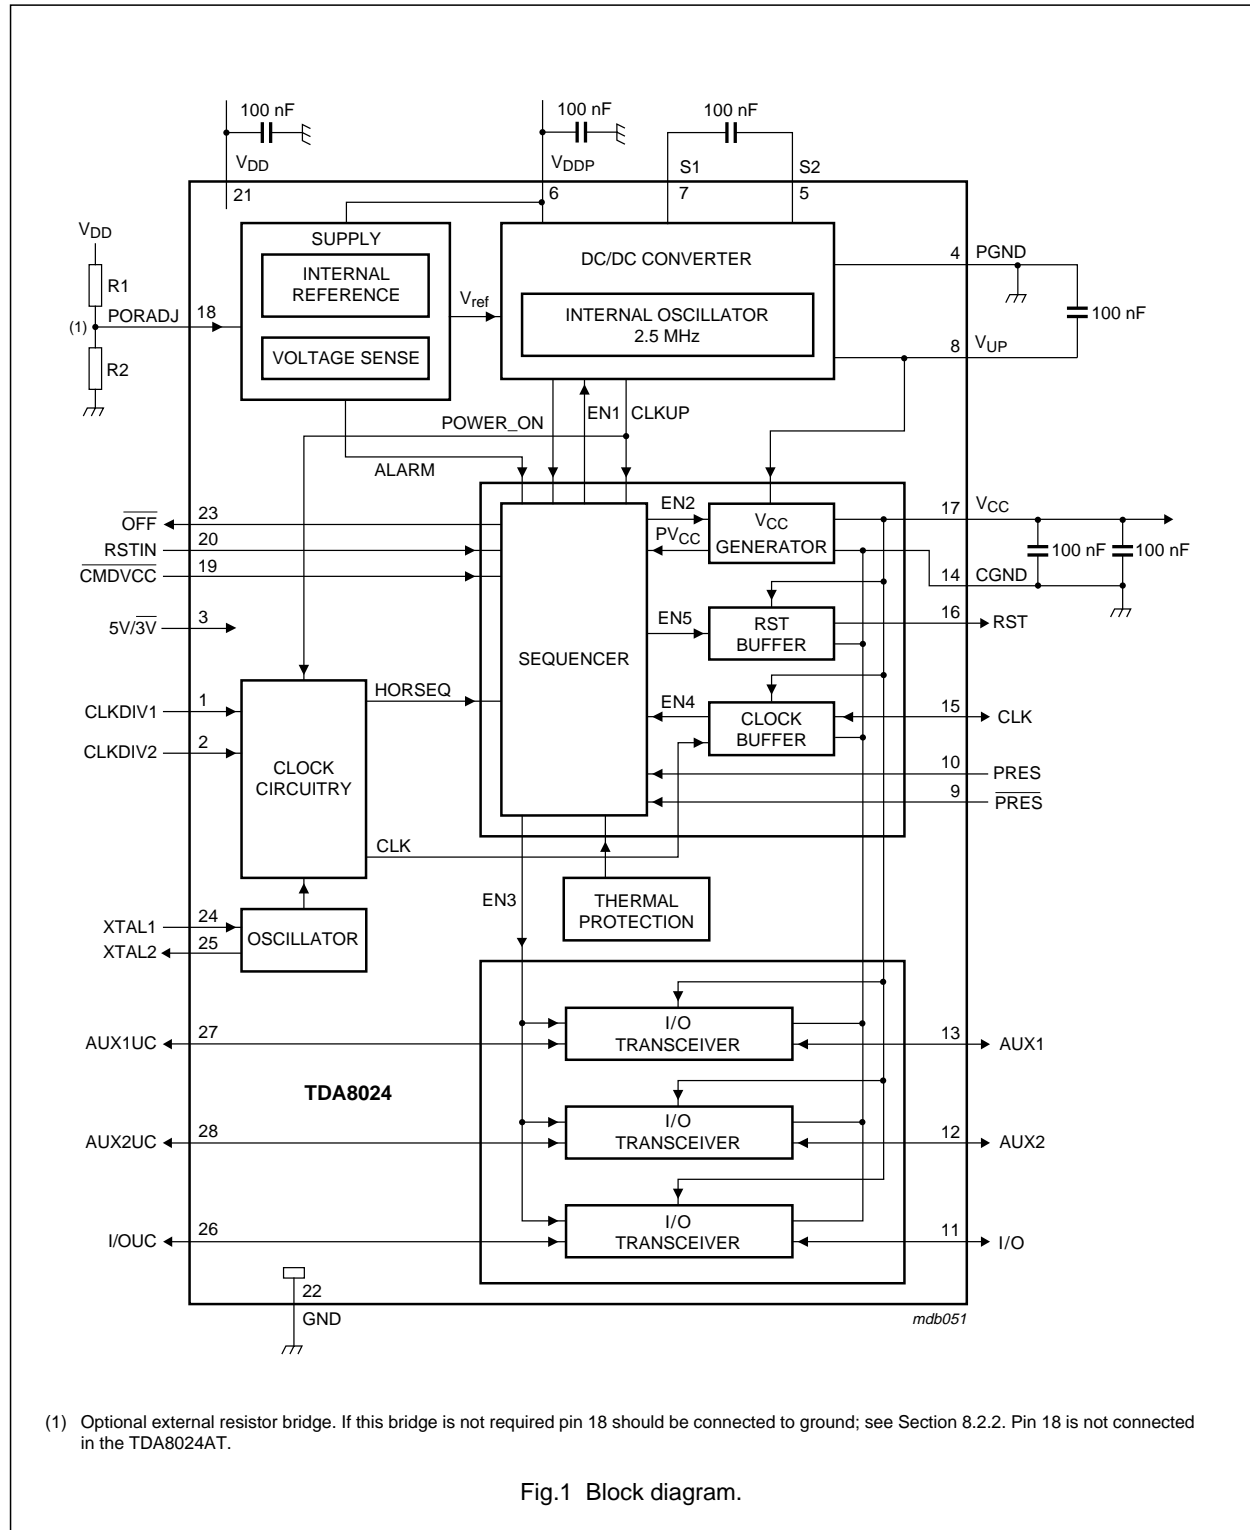 100 nF
100 nF
100 nF
VDD
VDDP
S1
S2
21
6
7
5
VDD
SUPPLY
INTERNAL
REFERENCE
VOLTAGE SENSE
DC/DC CONVERTER
INTERNAL OSCILLATOR
2.5 MHz
Vref
4
PGND
R1
(1)
PORADJ
18
R2
100 nF
8
VUP
POWER_ON
EN1
CLKUP
ALARM
OFF
23
RSTIN
20
CMDVCC
19
5V/3V
3
SEQUENCER
EN2
PVCC
VCC
GENERATOR
17
VCC
100 nF
100 nF
14
CGND
EN5
RST
BUFFER
16
RST
HORSEQ
EN4
CLOCK
BUFFER
15
CLK
CLKDIV1
1
CLKDIV2
2
CLOCK
CIRCUITRY
10
PRES
9
PRES
CLK
EN3
THERMAL
PROTECTION
XTAL1
24
XTAL2
25
OSCILLATOR
AUX1UC
27
I/O
TRANSCEIVER
13
AUX1
TDA8024
AUX2UC
28
I/O
TRANSCEIVER
12
AUX2
I/OUC
26
I/O
TRANSCEIVER
11
I/O
22
GND
mdb051
(1) Optional external resistor bridge. If this bridge is not required pin 18 should be connected to ground; see Section 8.2.2. Pin 18 is not connected
in the TDA8024AT.
Fig.1 Block diagram.